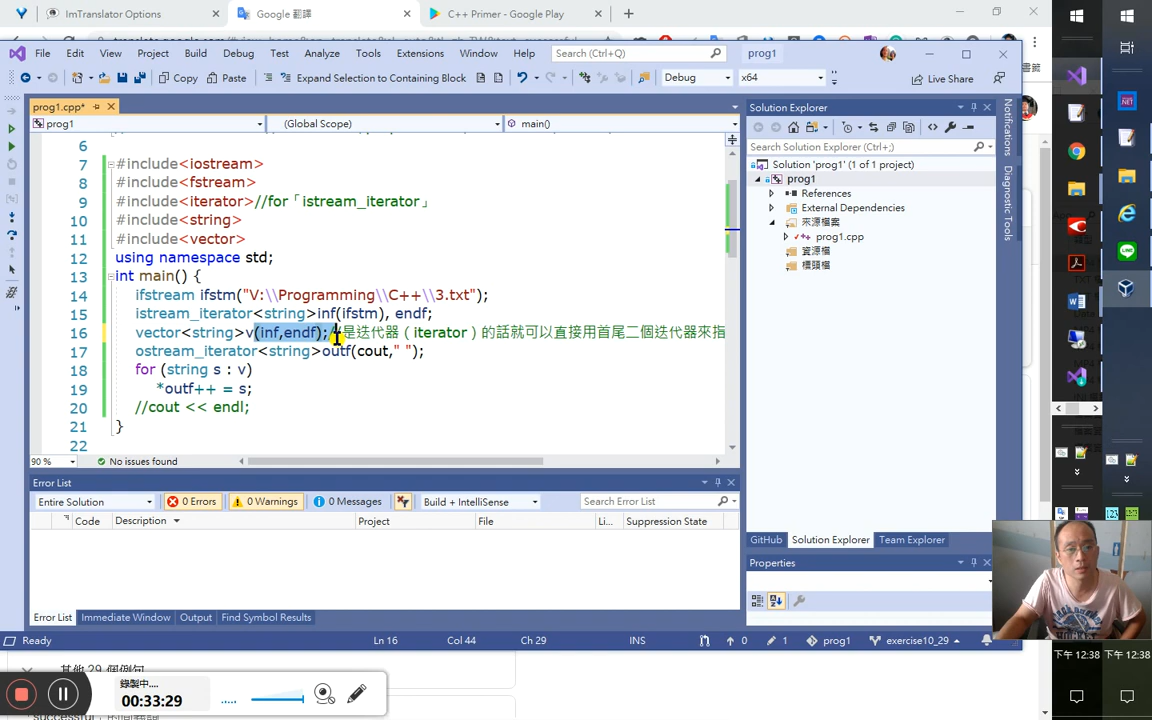 ImTranslator Options
Google 翻譯
C++ Primer - Google Play
File Edit View Project Build Debug Test Analyze Tools Extensions Window Help Search (Ctrl+Q) prog1
Copy Paste Expand Selection to Containing Block Debug x64 Live Share
prog1.cpp*
prog1 (Global Scope) main()
6
7 #include<iostream>
8 #include<fstream>
9 #include<iterator>//for「istream_iterator」
10 #include<string>
11 #include<vector>
12 using namespace std;
13 int main() {
14 ifstream ifstm("V:\\Programming\\C++\\3.txt");
15 istream_iterator<string>inf(ifstm), endf;
16 vector<string>v(inf,endf);//是迭代器（iterator）的話就可以直接用首尾二個迭代器來指
17 ostream_iterator<string>outf(cout," ");
18 for (string s : v)
19 *outf++ = s;
20 //cout << endl;
21 }
22
90 % No issues found
Error List
Entire Solution 0 Errors 0 Warnings 0 Messages Build + IntelliSense Search Error List
Code Description Project File Li... Suppression State
Error List Immediate Window Output Find Symbol Results
Ready Ln 16 Col 44 Ch 29 INS 0 1 prog1 exercise10_29
Solution Explorer
Search Solution Explorer (Ctrl+;)
Solution 'prog1' (1 of 1 project)
prog1
References
External Dependencies
來源檔案
prog1.cpp
資源檔
標頭檔
GitHub Solution Explorer Team Explorer
Properties
Notifications
Diagnostic Tools
其他 29 個例句
錄製中....
00:33:29
下午 12:38
下午 12:38